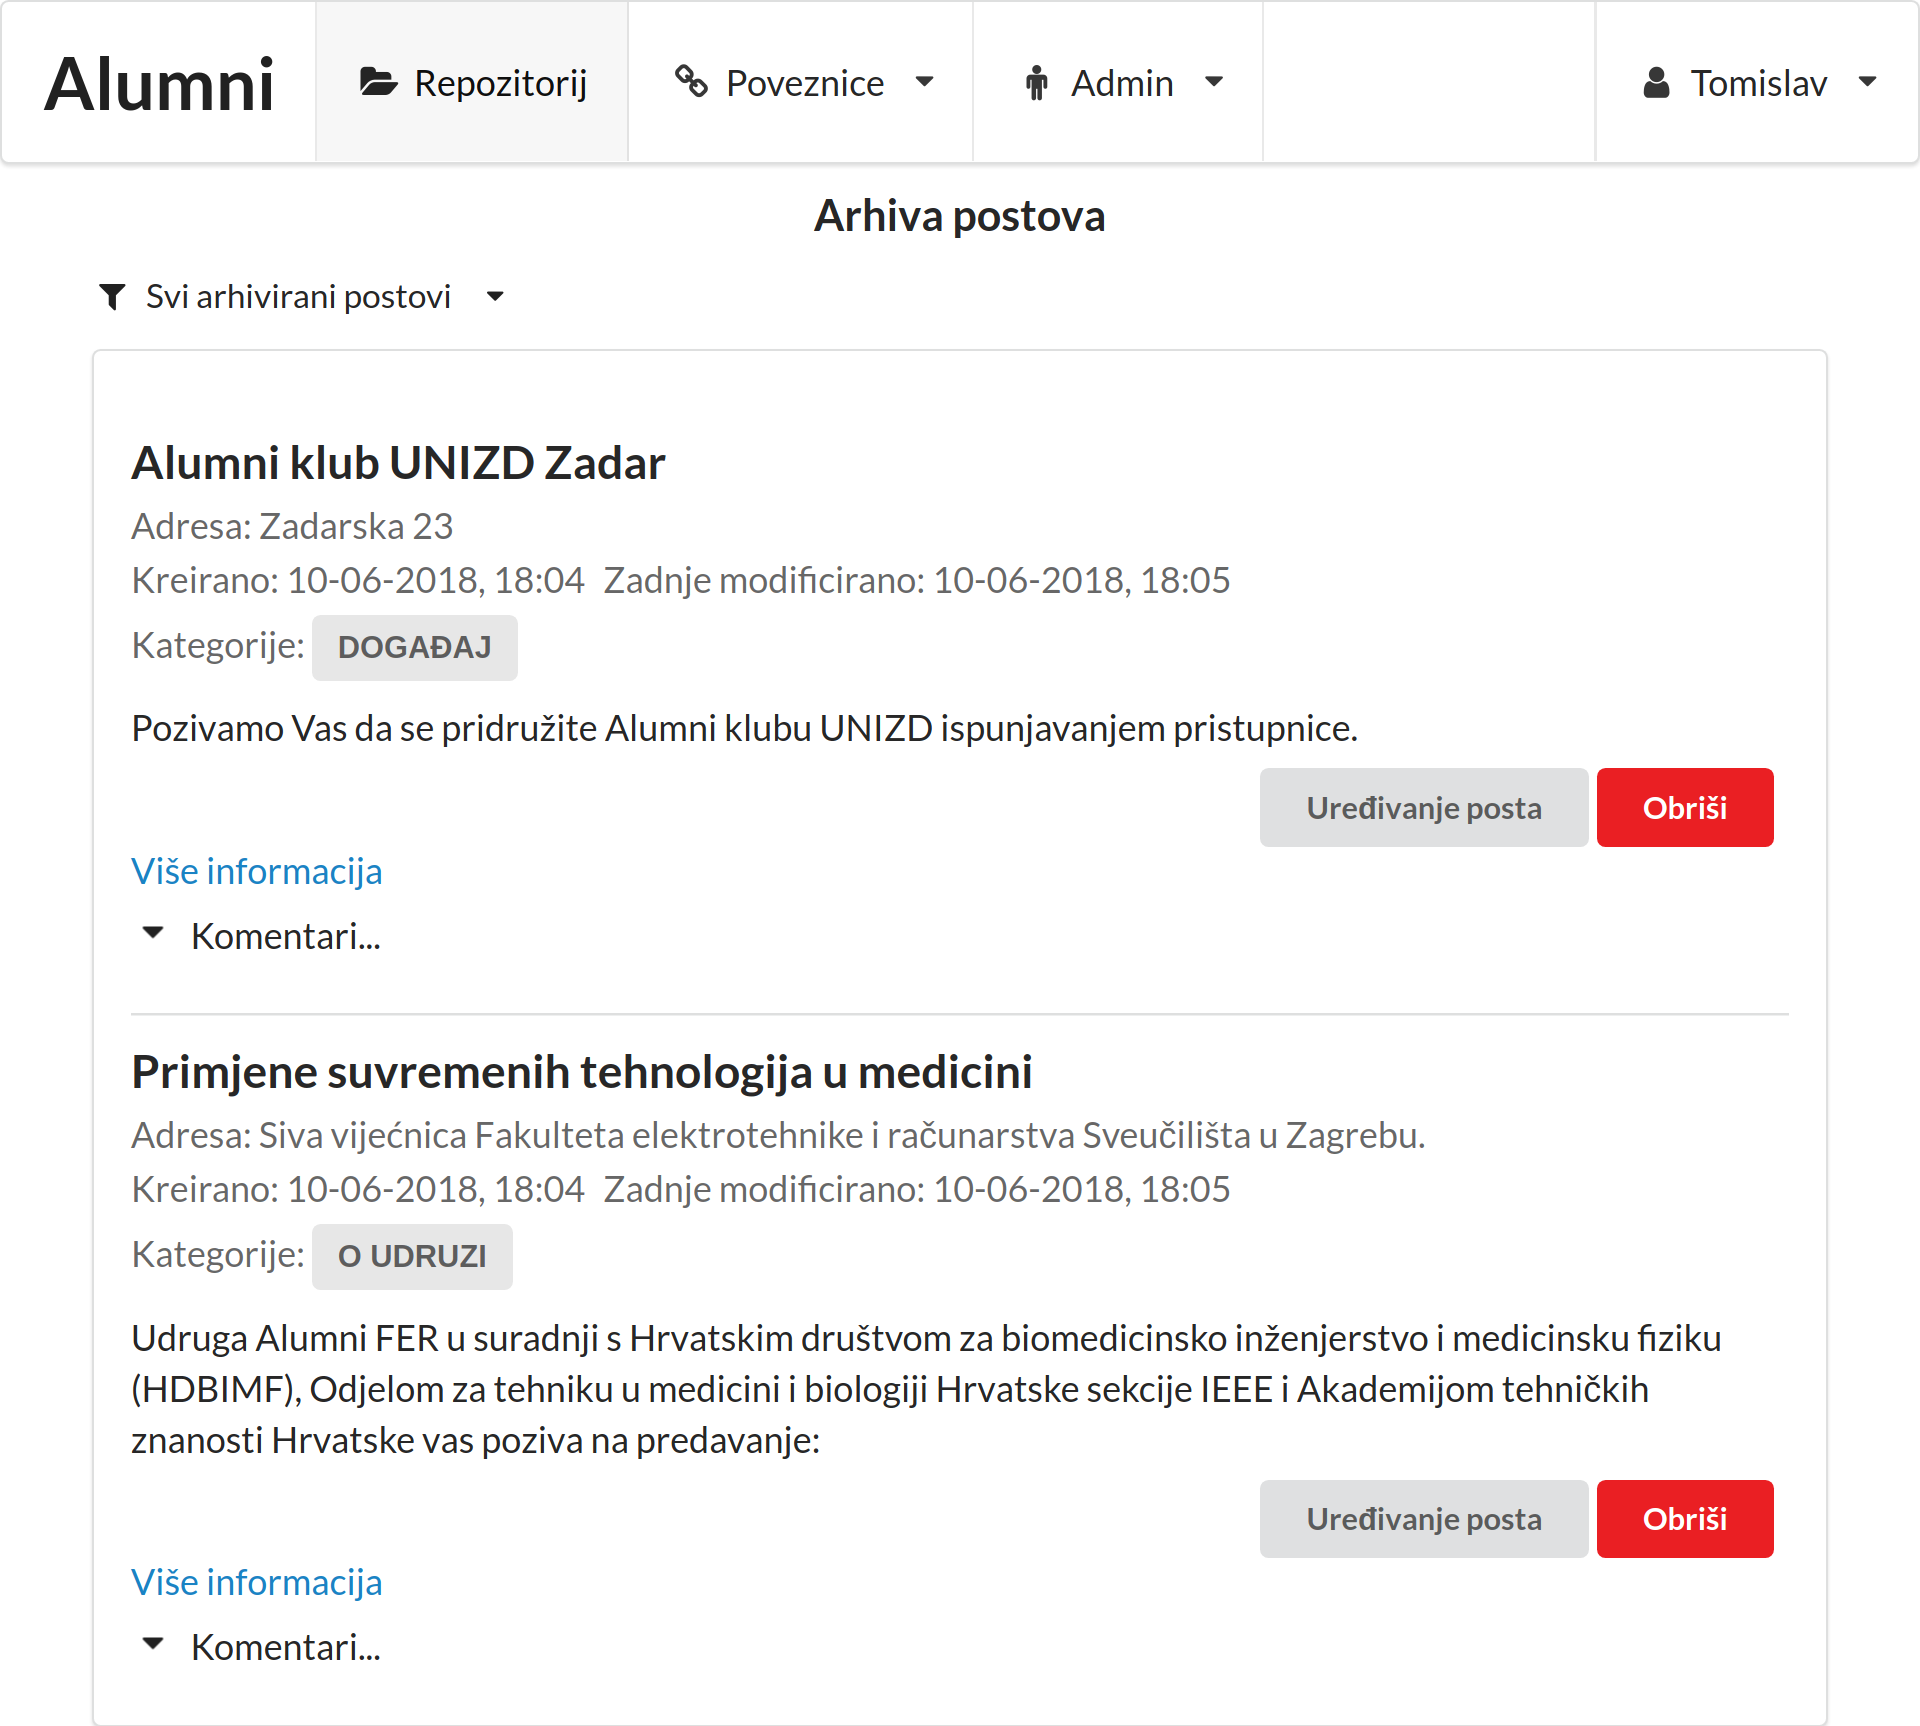 Alumni
Repozitorij
Poveznice
Admin
Tomislav
Arhiva postova
Svi arhivirani postovi
Alumni klub UNIZD Zadar
Adresa: Zadarska 23
Kreirano: 10-06-2018, 18:04 Zadnje modificirano: 10-06-2018, 18:05
Kategorije: DOGAĐAJ
Pozivamo Vas da se pridružite Alumni klubu UNIZD ispunjavanjem pristupnice.
Uređivanje posta Obriši
Više informacija
Komentari...
Primjene suvremenih tehnologija u medicini
Adresa: Siva vijećnica Fakulteta elektrotehnike i računarstva Sveučilišta u Zagrebu.
Kreirano: 10-06-2018, 18:04 Zadnje modificirano: 10-06-2018, 18:05
Kategorije: O UDRUZI
Udruga Alumni FER u suradnji s Hrvatskim društvom za biomedicinsko inženjerstvo i medicinsku fiziku
(HDBIMF), Odjelom za tehniku u medicini i biologiji Hrvatske sekcije IEEE i Akademijom tehničkih
znanosti Hrvatske vas poziva na predavanje:
Uređivanje posta Obriši
Više informacija
Komentari...